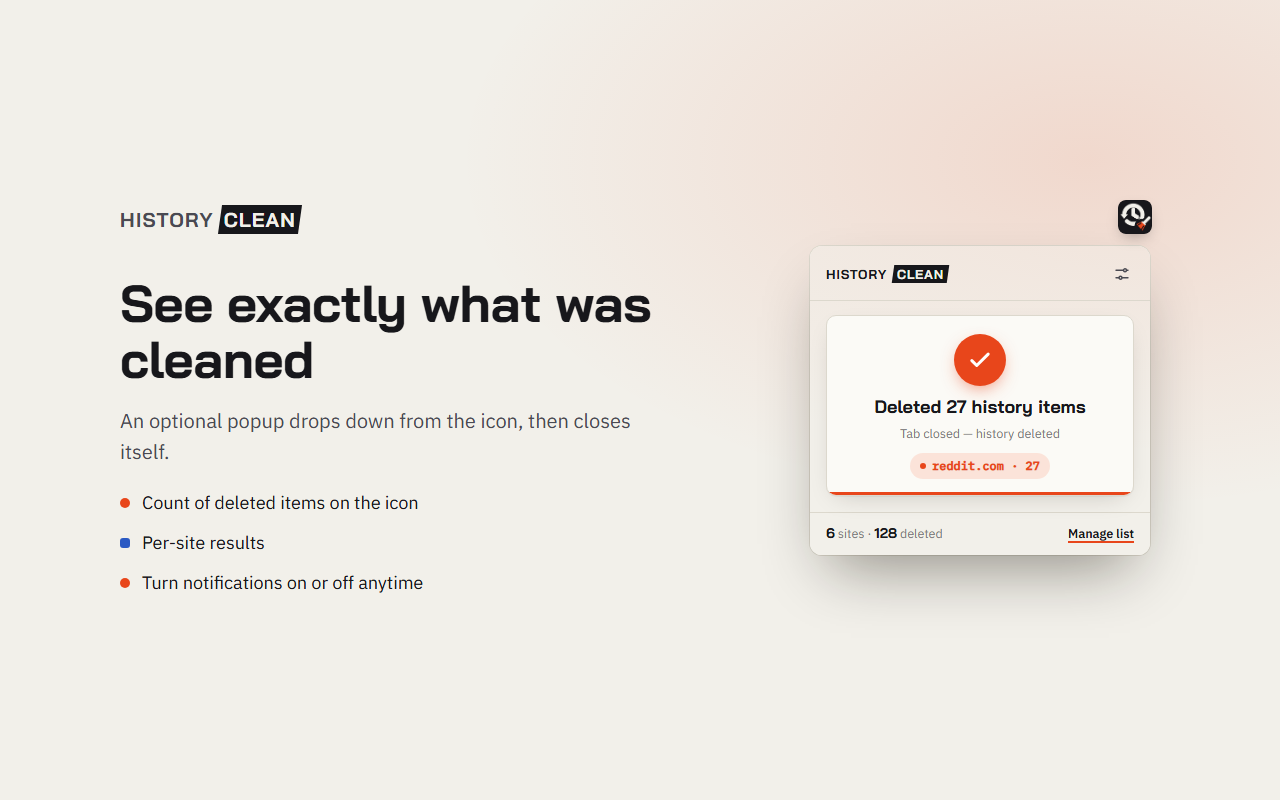 HISTORY CLEAN
See exactly what was
cleaned
An optional popup drops down from the icon, then closes
itself.
Count of deleted items on the icon
Per-site results
Turn notifications on or off anytime
HISTORY CLEAN
Deleted 27 history items
Tab closed — history deleted
reddit.com · 27
6 sites · 128 deleted
Manage list